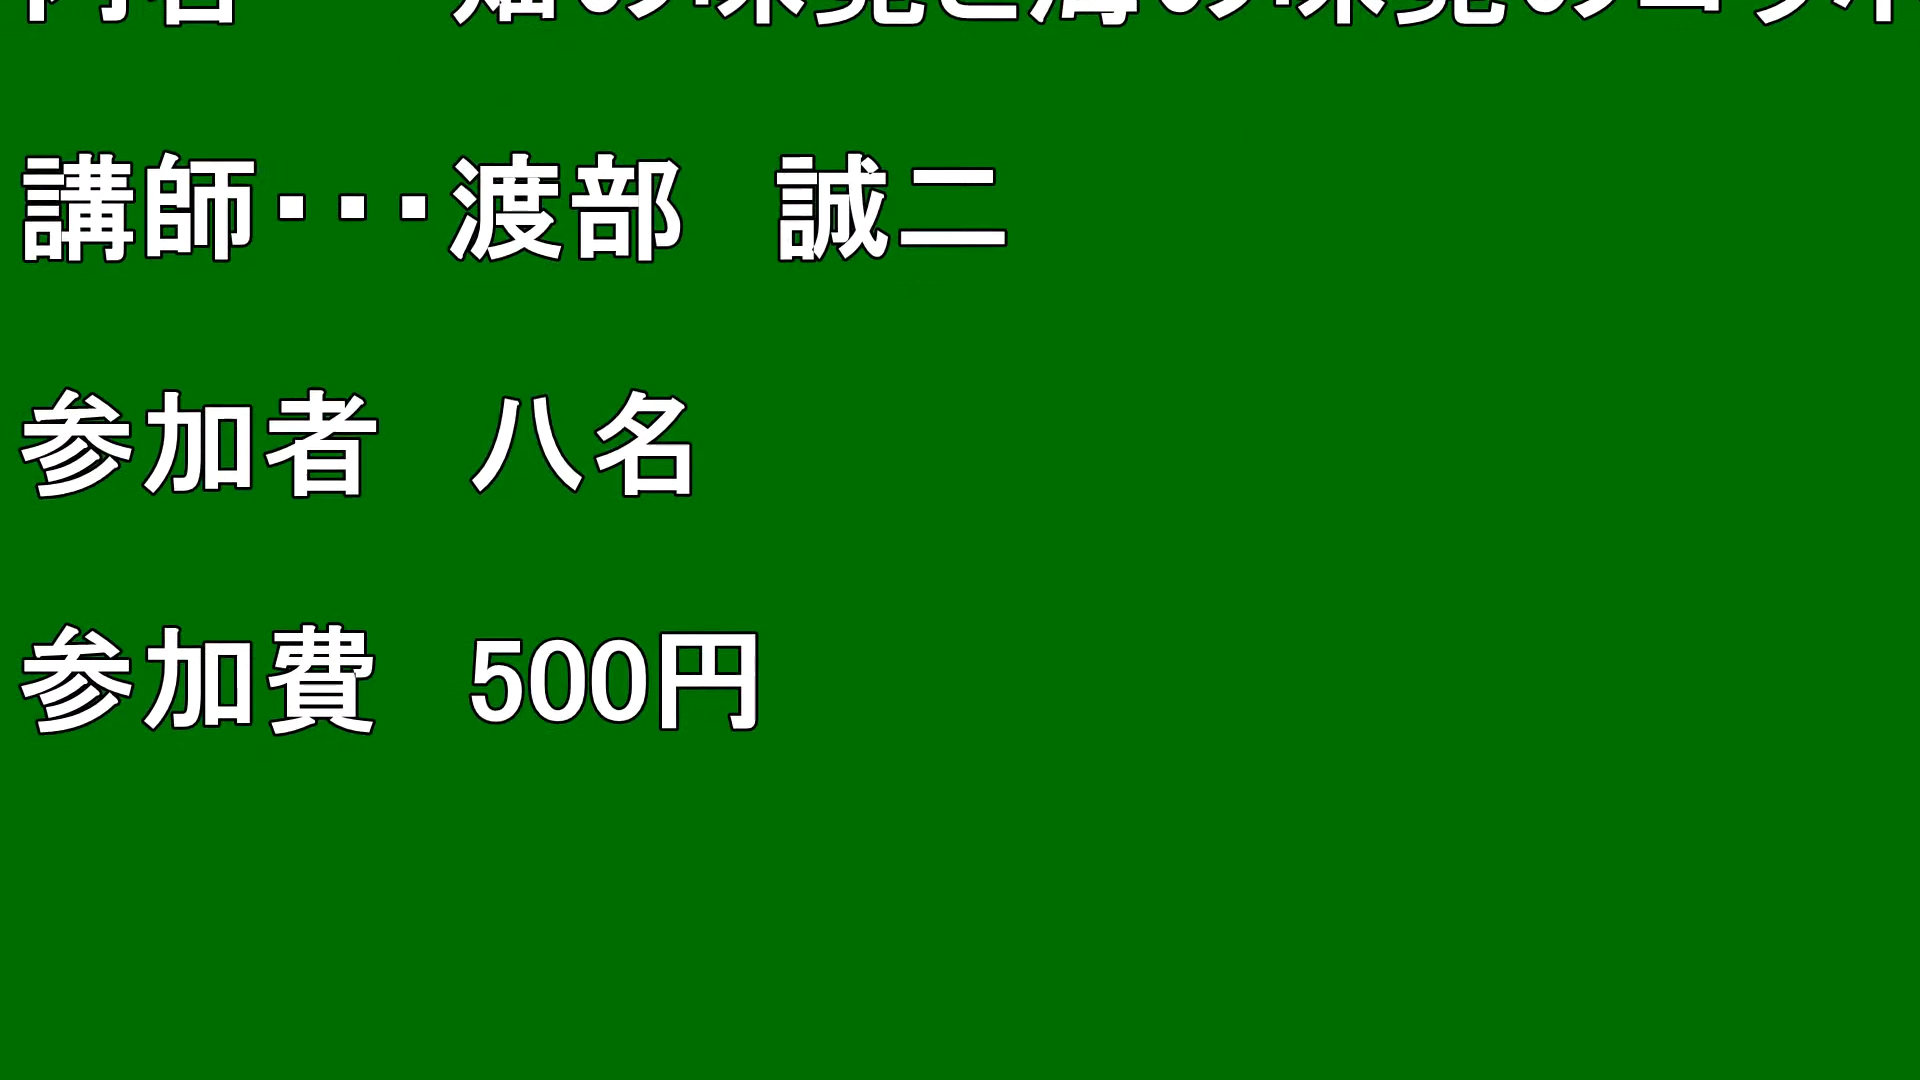 講師・・・渡部　誠二
参加者　八名
参加費　500円